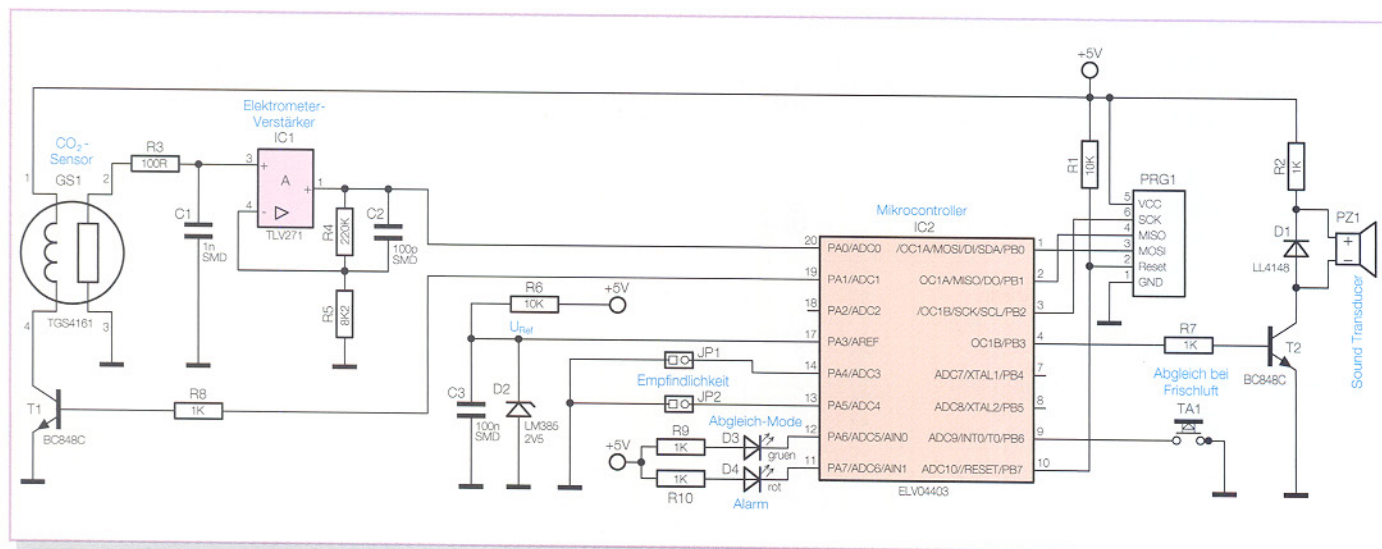 +5V
Elektrometer-
Verstärker
IC1
CO₂-
Sensor
GS1
R3
100R
1
2
3
+
A
1
+
4
-
TLV271
C1
1n
SMD
R4
220K
C2
100p
SMD
R5
8K2
TGS4161
4
3
T1
BC848C
R8
1K
R6
10K
+5V
U Ref
C3
100n
SMD
D2
LM385
2V5
JP1
Empfindlichkeit
JP2
Abgleich-Mode
+5V
R9
1K
D3
gruen
R10
1K
D4
rot
Alarm
Mikrocontroller
IC2
20 PA0/ADC0
19 PA1/ADC1
18 PA2/ADC2
17 PA3/AREF
14 PA4/ADC3
13 PA5/ADC4
12 PA6/ADC5/AIN0
11 PA7/ADC6/AIN1
/OC1A/MOSI/DI/SDA/PB0 1
OC1A/MISO/DO/PB1 2
/OC1B/SCK/SCL/PB2 3
OC1B/PB3 4
ADC7/XTAL1/PB4 7
ADC8/XTAL2/PB5 8
ADC9/INT0/T0/PB6 9
ADC10//RESET/PB7 10
ELV04403
R1
10K
PRG1
5 VCC
6 SCK
4 MISO
3 MOSI
2 Reset
1 GND
R2
1K
D1
LL4148
PZ1
+
-
Sound Transducer
R7
1K
T2
BC848C
Abgleich bei
Frischluft
TA1